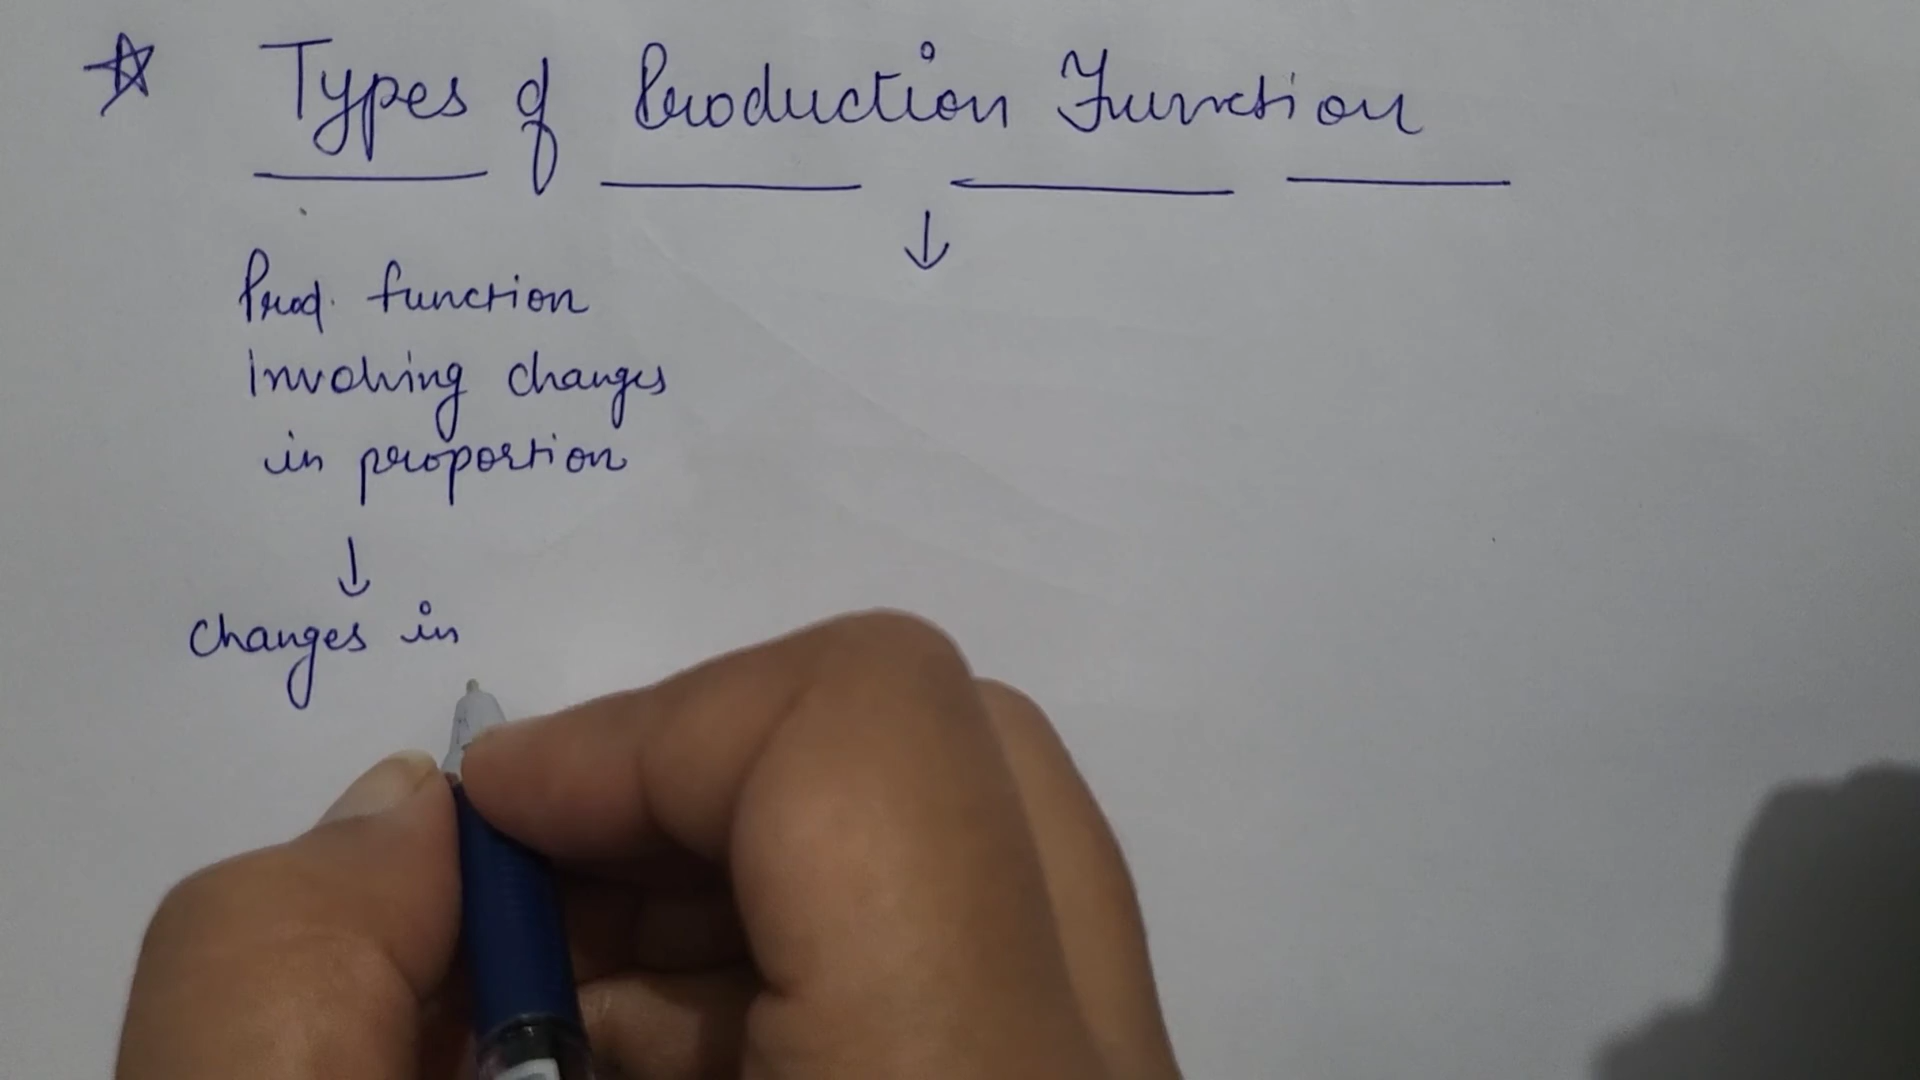 Types of Production Function
↓
Prod. function
Involving changes
in proportion
↓
Changes in